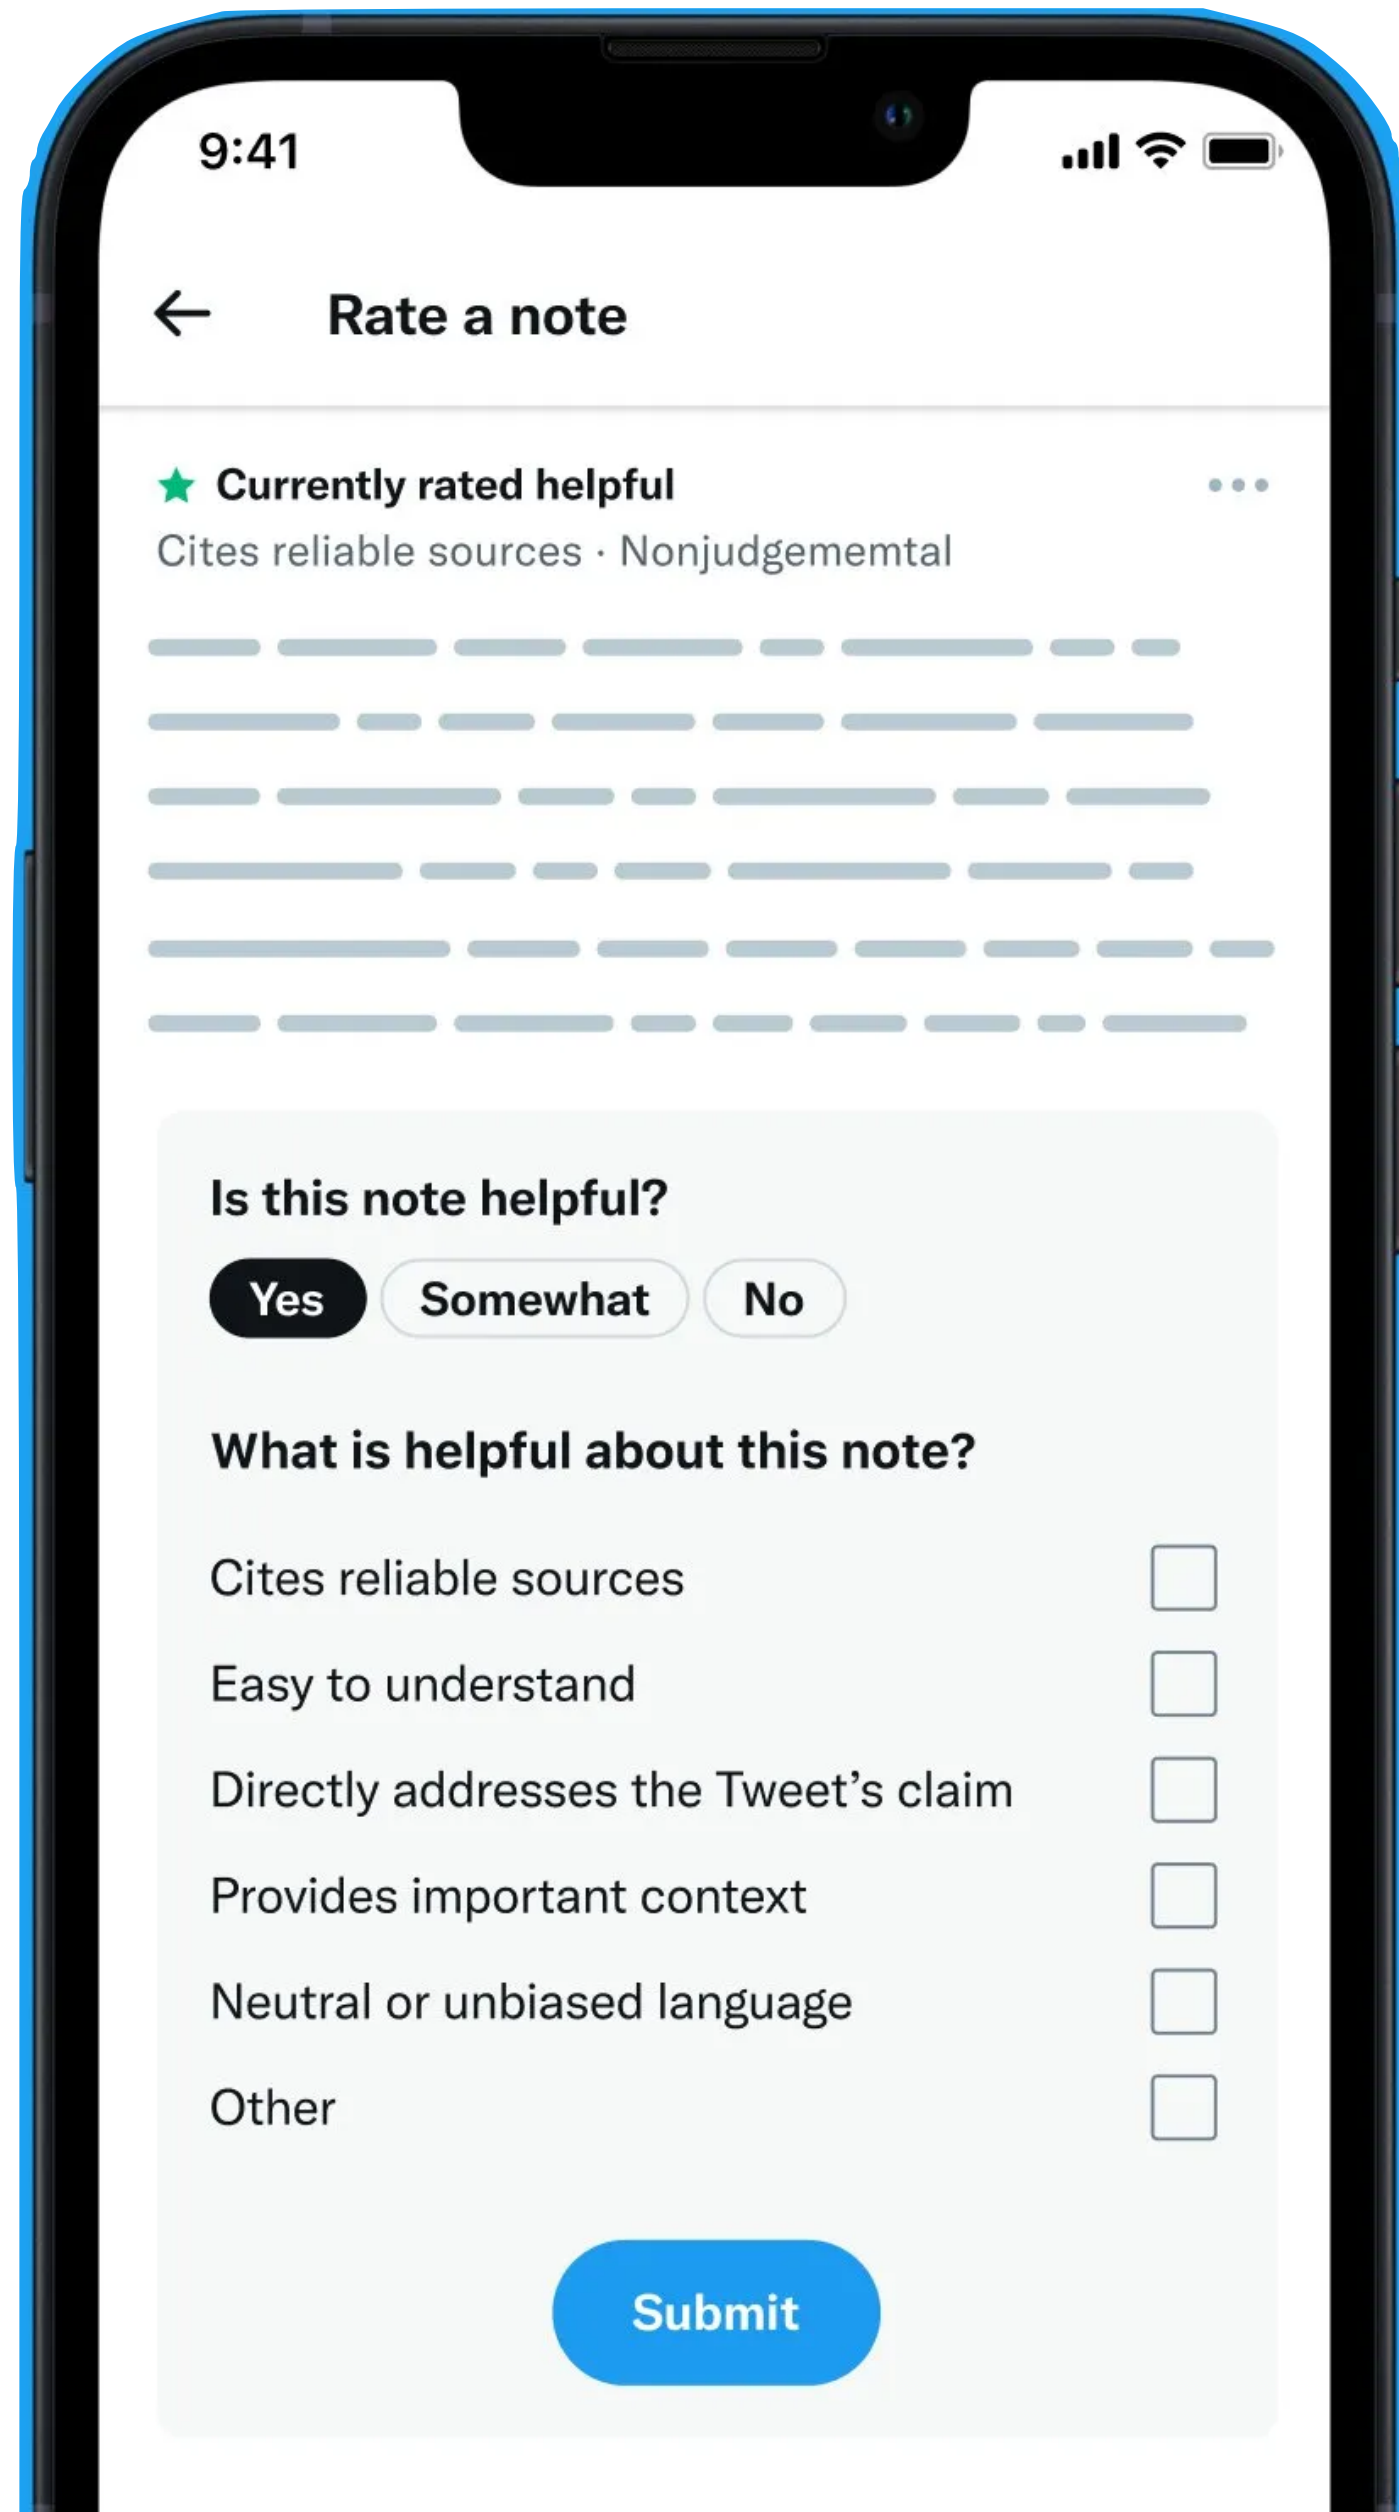 9:41
Rate a note
Currently rated helpful
Cites reliable sources · Nonjudgememtal
Is this note helpful?
Yes Somewhat No
What is helpful about this note?
Cites reliable sources
Easy to understand
Directly addresses the Tweet’s claim
Provides important context
Neutral or unbiased language
Other
Submit